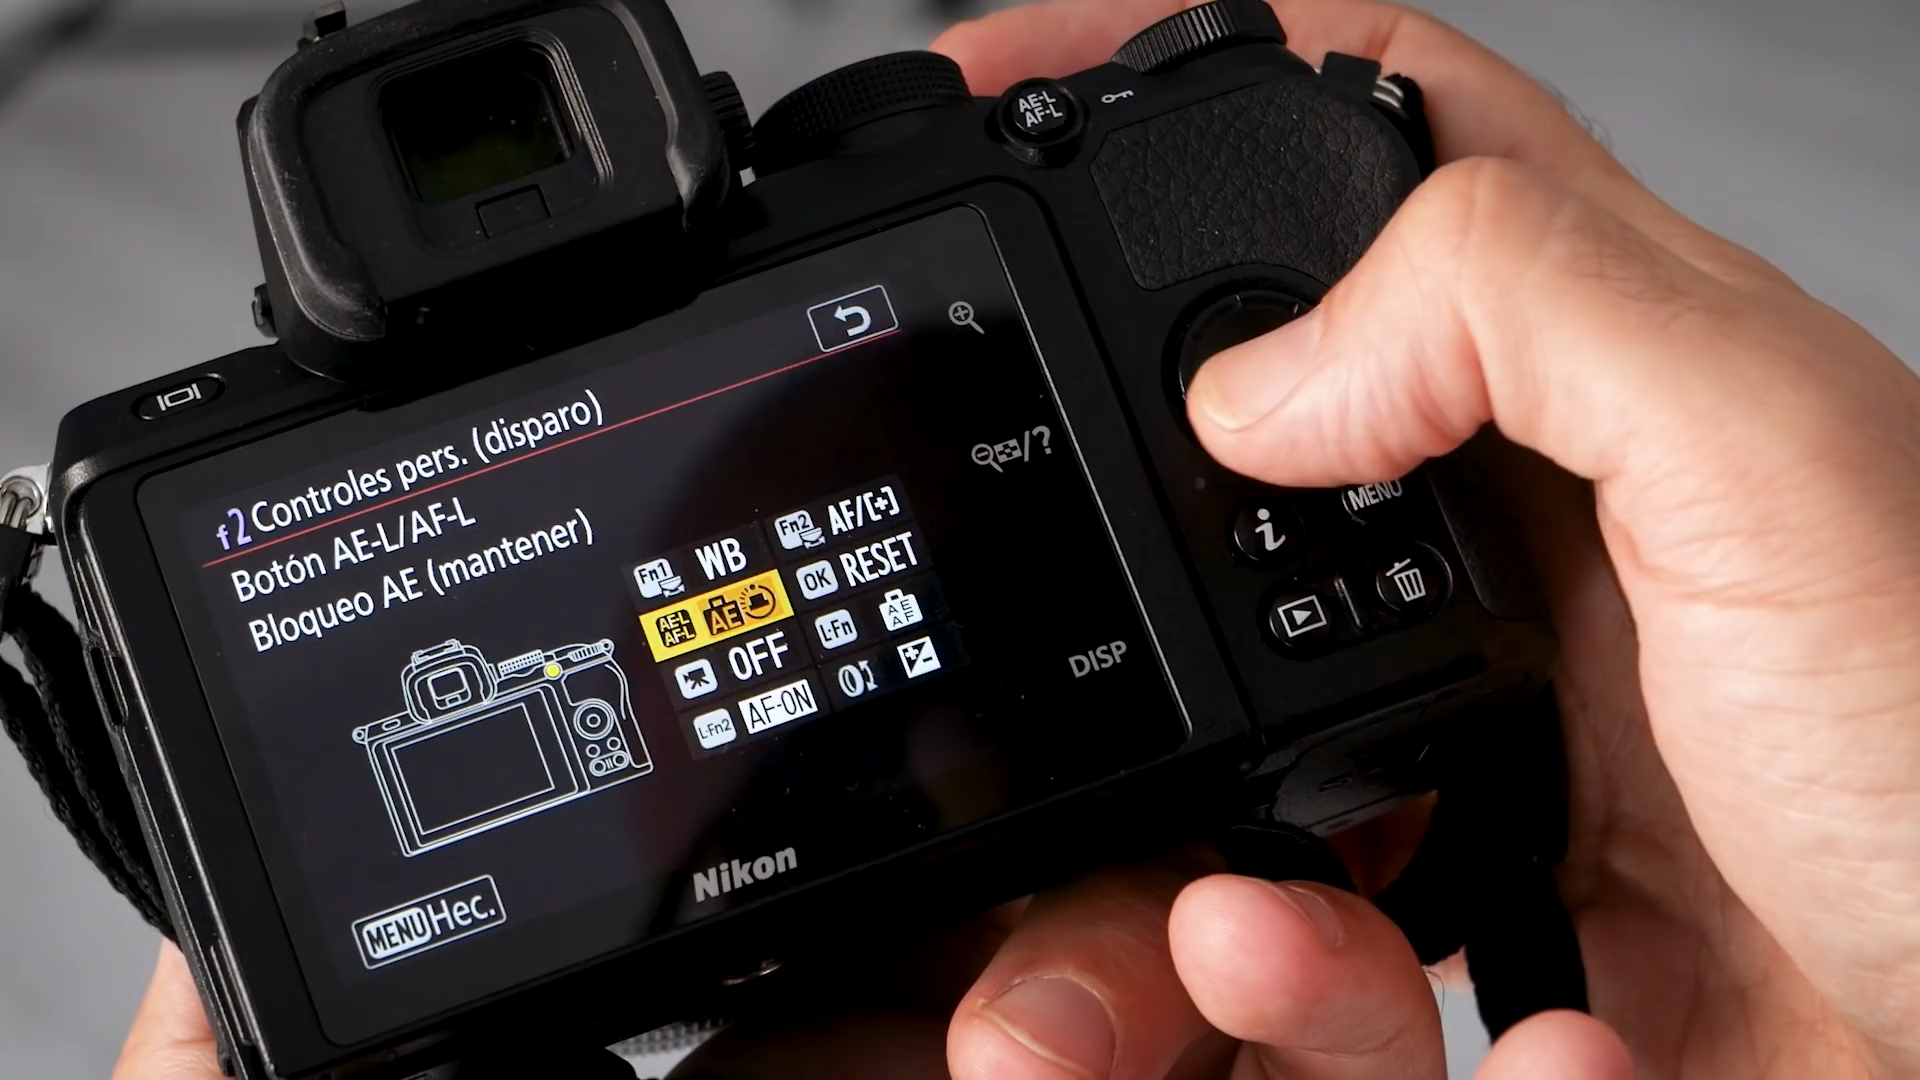 AE-L
AF-L
f2 Controles pers. (disparo)
Botón AE-L/AF-L
Bloqueo AE (mantener)
Fn1 WB
Fn2 AF/[+]
AE-L
AF-L AE
OK RESET
OFF
L-Fn AE
AF
L-Fn2 AF-ON
MENU Hec.
Nikon
?
DISP
i
MENU